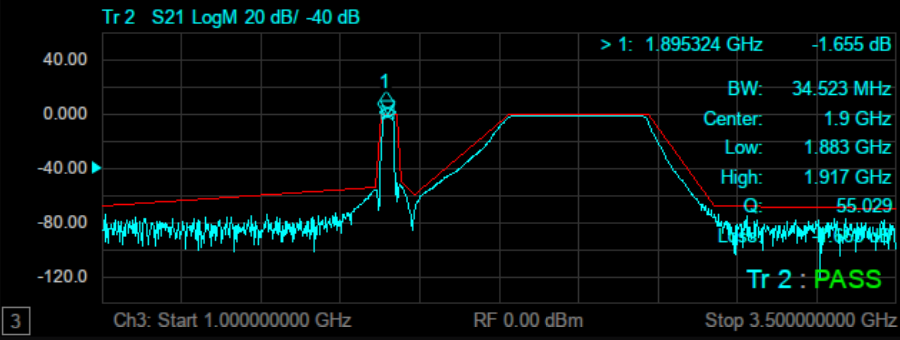 Tr 2 S21 LogM 20 dB/ -40 dB
> 1: 1.895324 GHz -1.655 dB
40.00
1
BW: 34.523 MHz
0.000
Center: 1.9 GHz
Low: 1.883 GHz
-40.00
High: 1.917 GHz
Q: 55.029
-80.00
Loss: dB
-120.0
Tr 2 : PASS
3 Ch3: Start 1.000000000 GHz RF 0.00 dBm Stop 3.500000000 GHz